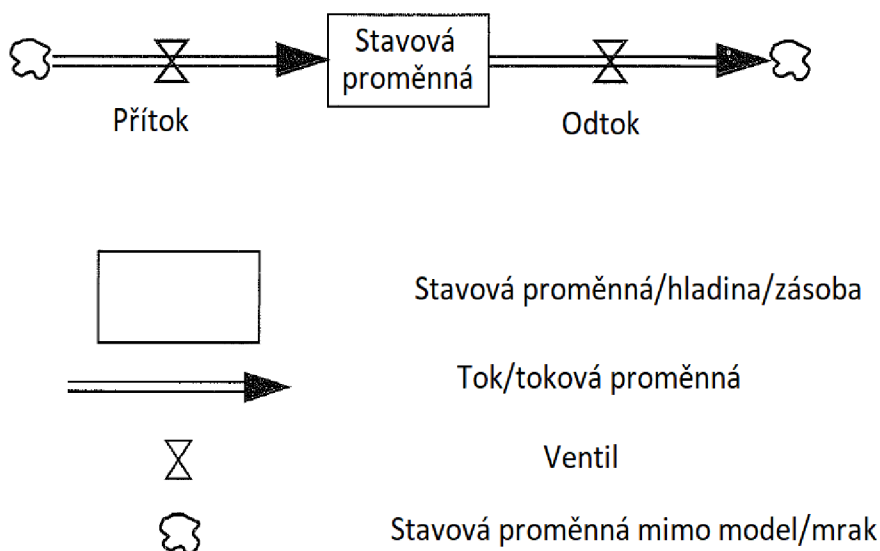 Stavová
proměnná
Přítok
Odtok
Stavová proměnná/hladina/zásoba
Tok/toková proměnná
Ventil
Stavová proměnná mimo model/mrak